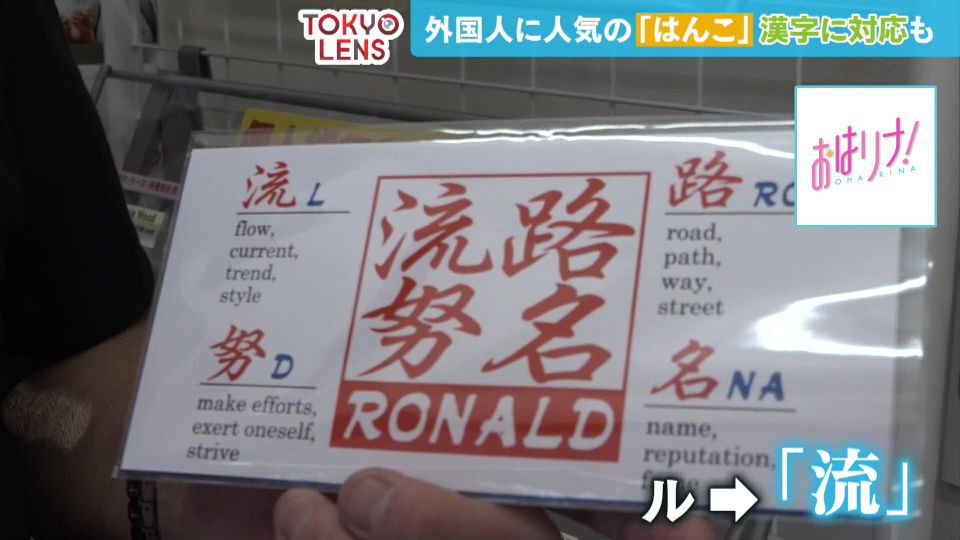 TOKYO
LENS
外国人に人気の「はんこ」漢字に対応も
おはリナ!
OHA RINA
流 L
flow,
current,
trend,
style
努 D
make efforts,
exert oneself,
strive
流路
努名
RONALD
路 RO
road,
path,
way,
street
名 NA
name,
reputation,
ル➡「流」